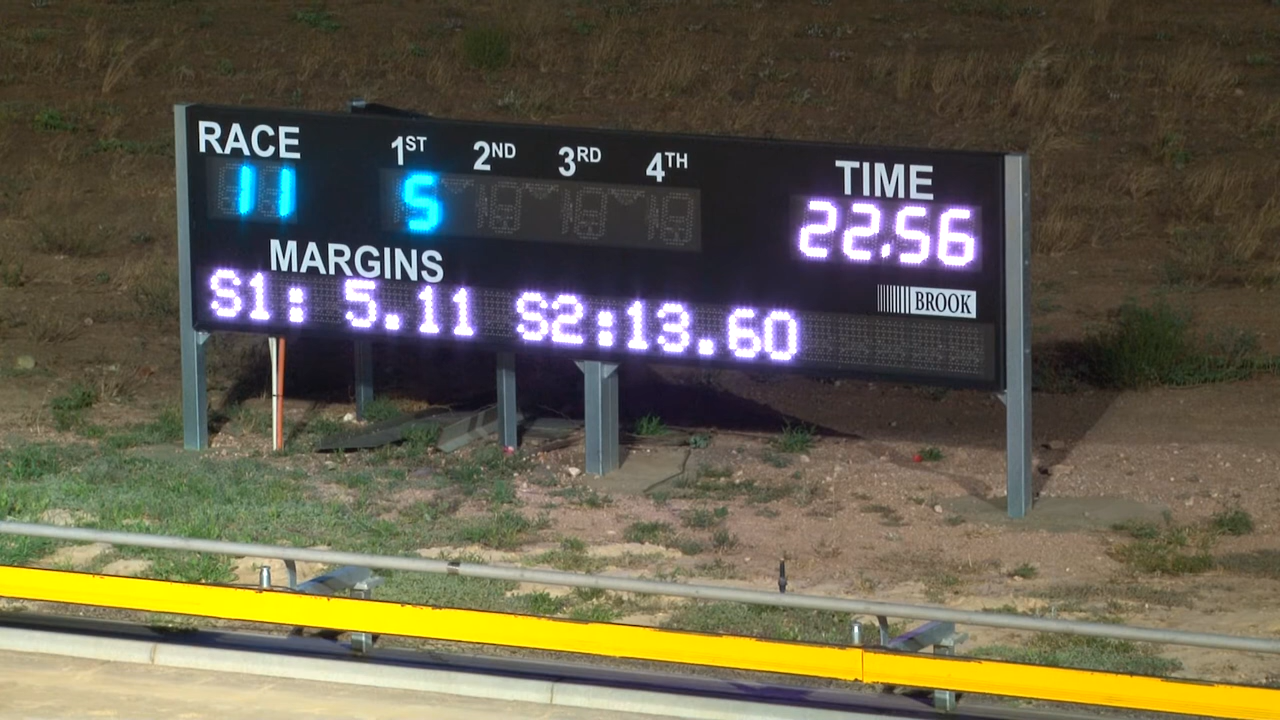 RACE 1ST 2ND 3RD 4TH TIME
11 5 22.56
MARGINS
BROOK
S1: 5.11 S2:13.60